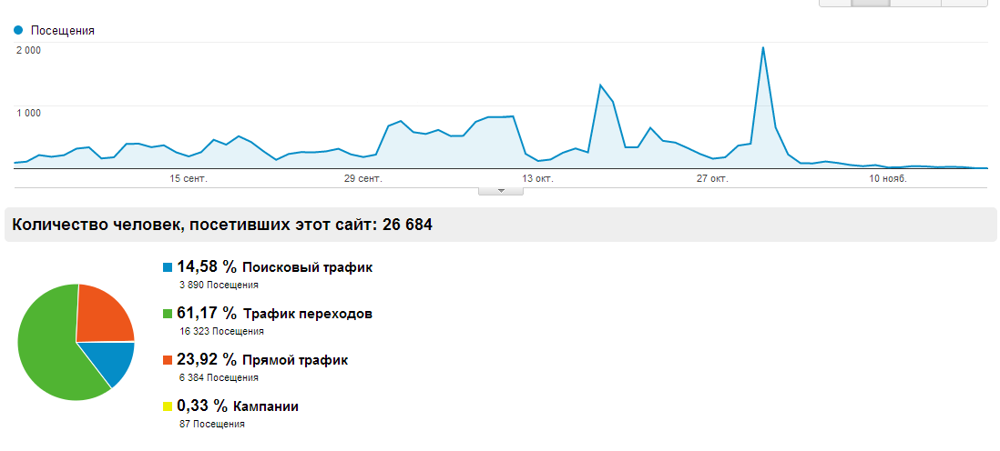 Посещения
2 000
1 000
15 сент.
29 сент.
13 окт.
27 окт.
10 нояб.
Количество человек, посетивших этот сайт: 26 684
14,58 % Поисковый трафик
3 890 Посещения
61,17 % Трафик переходов
16 323 Посещения
23,92 % Прямой трафик
6 384 Посещения
0,33 % Кампании
87 Посещения